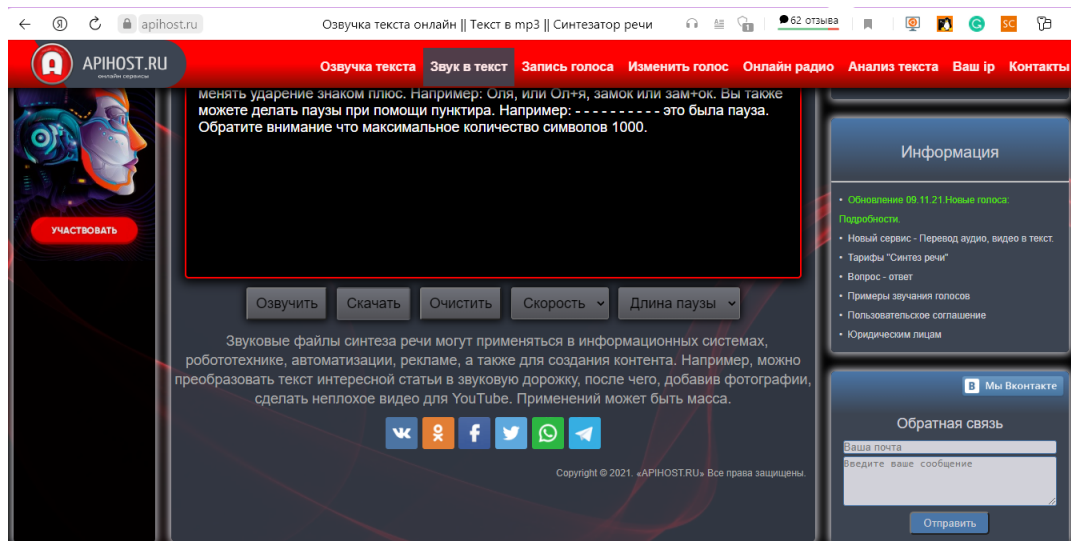 apihost.ru
Озвучка текста онлайн || Текст в mp3 || Синтезатор речи
62 отзыва
SC
APIHOST.RU
онлайн сервисы
Озвучка текста Звук в текст Запись голоса Изменить голос Онлайн радио Анализ текста Ваш ip Контакты
менять ударение знаком плюс. Например: Оля, или Ол+я, замок или зам+ок. Вы также
можете делать паузы при помощи пунктира. Например: - - - - - - - - - - это была пауза.
Обратите внимание что максимальное количество символов 1000.
УЧАСТВОВАТЬ
Озвучить Скачать Очистить Скорость Длина паузы
Звуковые файлы синтеза речи могут применяться в информационных системах,
робототехнике, автоматизации, рекламе, а также для создания контента. Например, можно
преобразовать текст интересной статьи в звуковую дорожку, после чего, добавив фотографии,
сделать неплохое видео для YouTube. Применений может быть масса.
Copyright © 2021. «APIHOST.RU» Все права защищены.
Информация
• Обновление 09.11.21.Новые голоса:
Подробности.
• Новый сервис - Перевод аудио, видео в текст.
• Тарифы "Синтез речи"
• Вопрос - ответ
• Примеры звучания голосов
• Пользовательское соглашение
• Юридическим лицам
B Мы Вконтакте
Обратная связь
Ваша почта
Введите ваше сообщение
Отправить